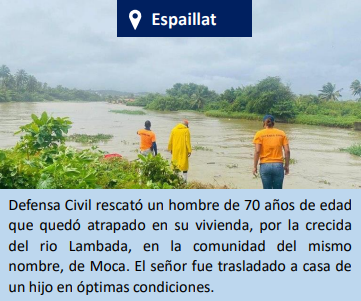 Espaillat
Defensa Civil rescató un hombre de 70 años de edad
que quedó atrapado en su vivienda, por la crecida
del rio Lambada, en la comunidad del mismo
nombre, de Moca. El señor fue trasladado a casa de
un hijo en óptimas condiciones.